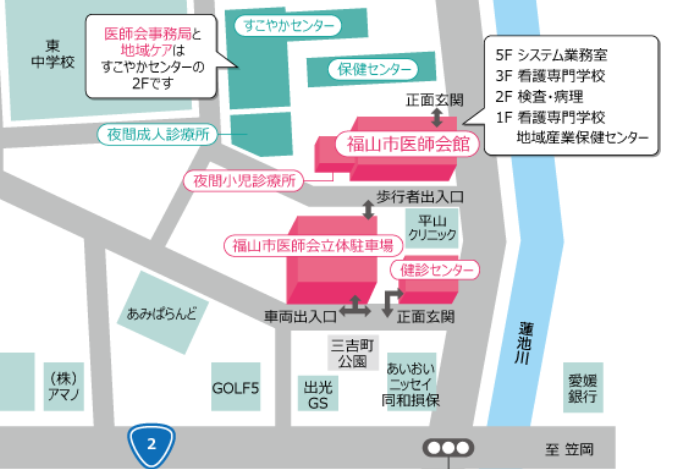 すこやかセンター
東
中学校
医師会事務局と
地域ケアは
すこやかセンターの
2Fです
保健センター
5F システム業務室
3F 看護専門学校
2F 検査・病理
1F 看護専門学校
地域産業保健センター
正面玄関
夜間成人診療所
福山市医師会館
夜間小児診療所
歩行者出入口
平山
クリニック
福山市医師会立体駐車場
健診センター
あみぱらんど
車両出入口
正面玄関
蓮池川
三吉町
公園
(株)
アマノ
GOLF5
出光
GS
あいおい
ニッセイ
同和損保
愛媛
銀行
2
至 笠岡